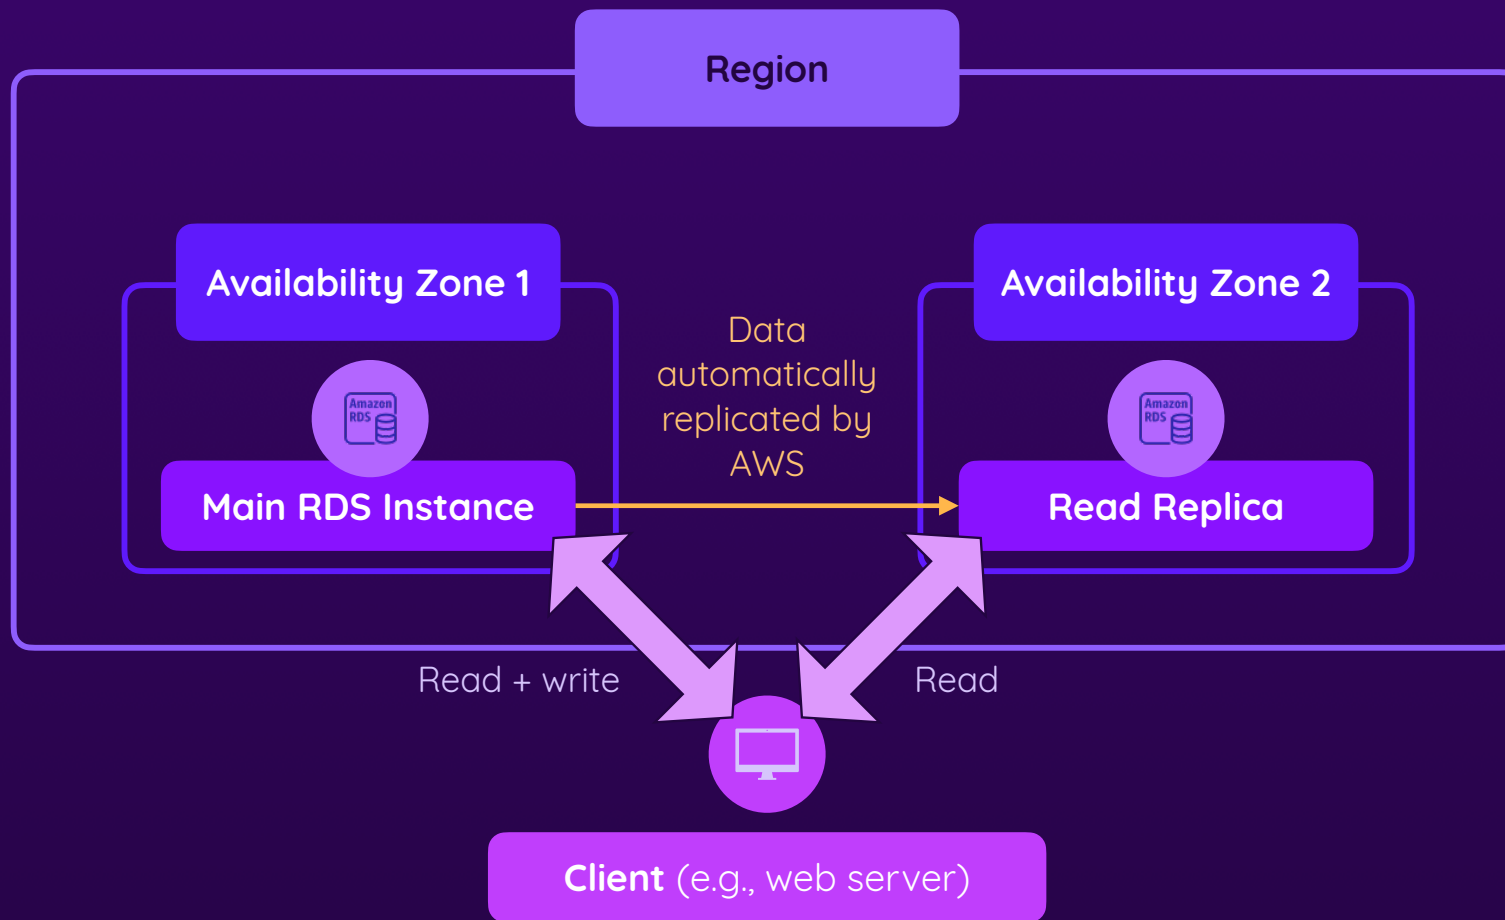 Region
Availability Zone 1
Availability Zone 2
Data
automatically
replicated by
AWS
Amazon
RDS
Amazon
RDS
Main RDS Instance
Read Replica
Read + write
Read
Client (e.g., web server)